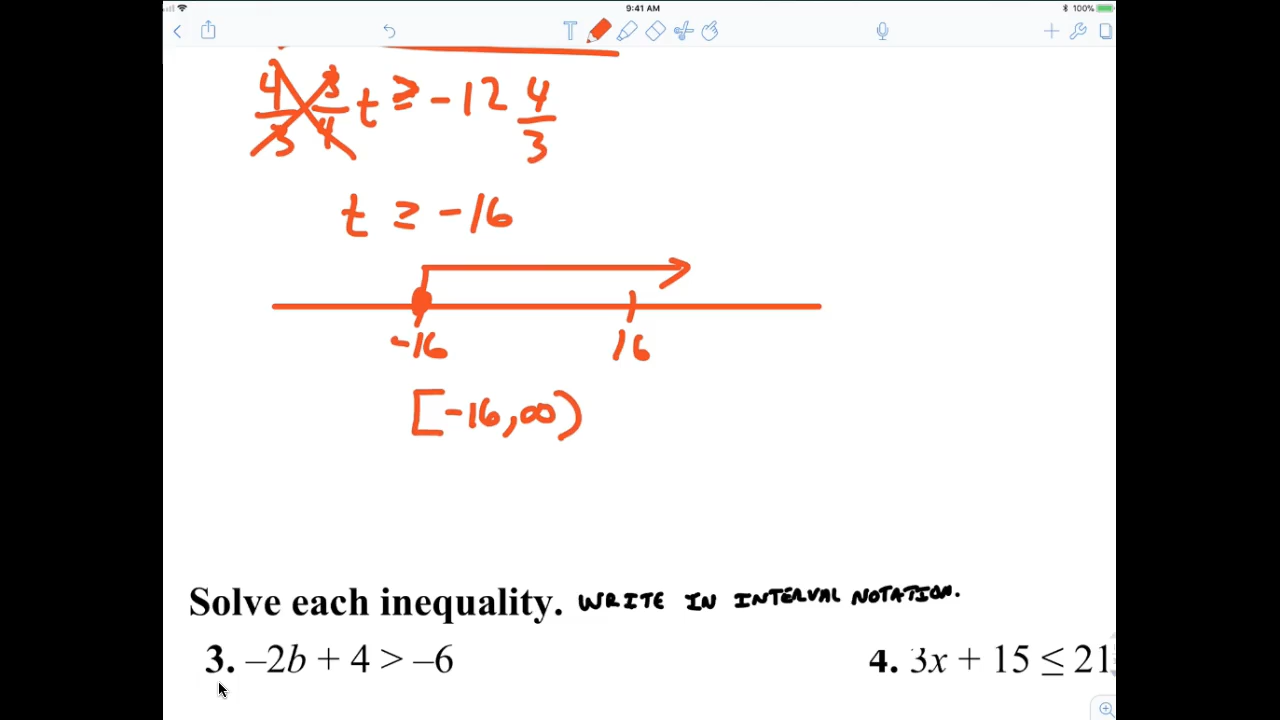 9:41 AM 100%
T
4/3 3/4 t ≥ -12 4/3
t ≥ -16
-16 16
[-16, ∞)
Solve each inequality. WRITE IN INTERVAL NOTATION.
3. –2b + 4 > –6 4. 3x + 15 ≤ 21